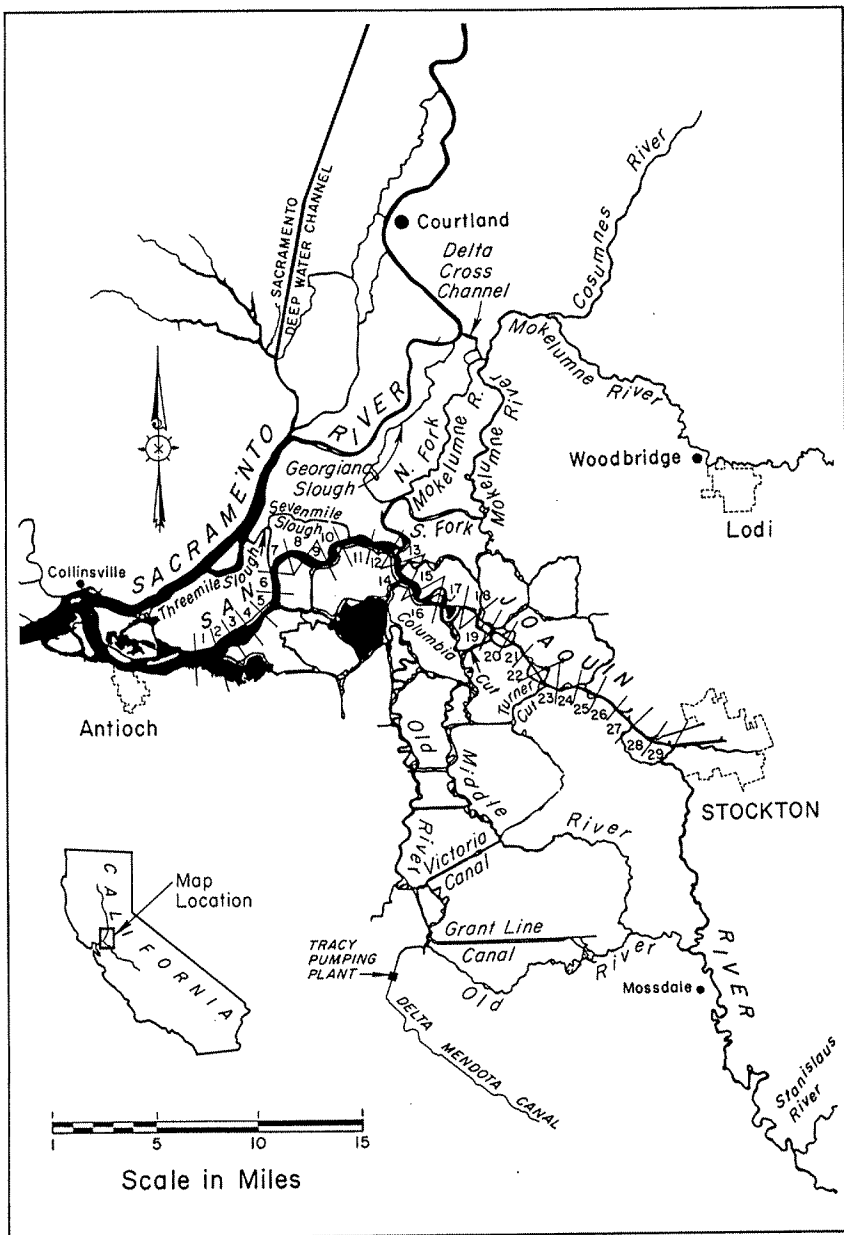 Courtland
Delta
Cross
Channel
Cosumnes River
SACRAMENTO
DEEP WATER CHANNEL
Mokelumne River
SACRAMENTO RIVER
Georgiana
Slough
N. Fork
Mokelumne R.
Mokelumne River
S. Fork
Woodbridge
Lodi
Sevenmile
Slough
Threemile Slough
Collinsville
Antioch
SAN JOAQUIN RIVER
1 2 3 4 5 6 7 8 9 10 11 12 13 14 15 16 17 18 19 20 21 22 23 24 25 26 27 28 29
Columbia Cut
Turner
Cut
STOCKTON
Old River
Middle River
Victoria
Canal
Grant Line
Canal
Old River
TRACY
PUMPING
PLANT
DELTA MENDOTA CANAL
Mossdale
Stanislaus
River
CALIFORNIA
Map
Location
1 5 10 15
Scale in Miles